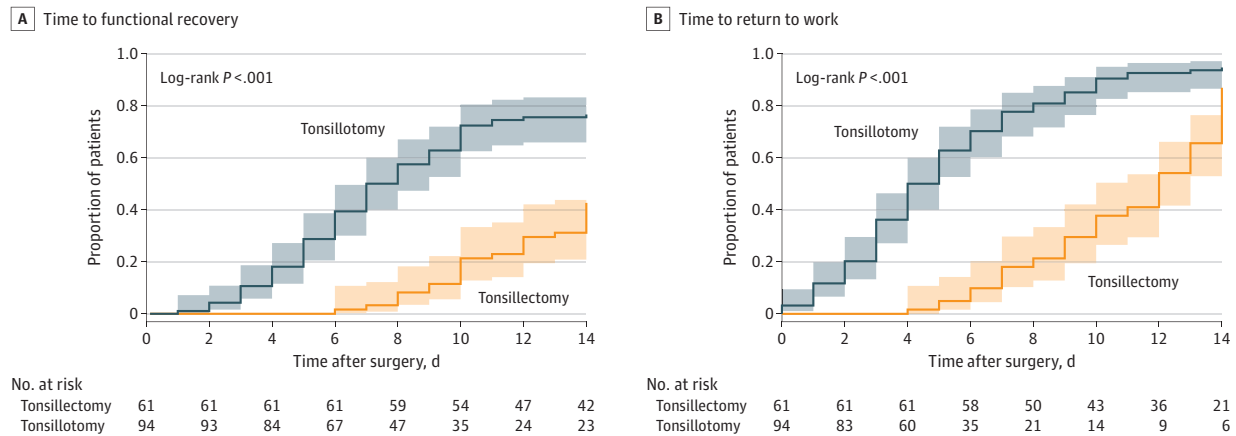 A Time to functional recovery
1.0
0.8
0.6
0.4
0.2
0
Proportion of patients
Log-rank P <.001
Tonsillotomy
Tonsillectomy
0 2 4 6 8 10 12 14
Time after surgery, d
No. at risk
Tonsillectomy 61 61 61 61 59 54 47 42
Tonsillotomy 94 93 84 67 47 35 24 23
B Time to return to work
1.0
0.8
0.6
0.4
0.2
0
Proportion of patients
Log-rank P <.001
Tonsillotomy
Tonsillectomy
0 2 4 6 8 10 12 14
Time after surgery, d
No. at risk
Tonsillectomy 61 61 61 58 50 43 36 21
Tonsillotomy 94 83 60 35 21 14 9 6